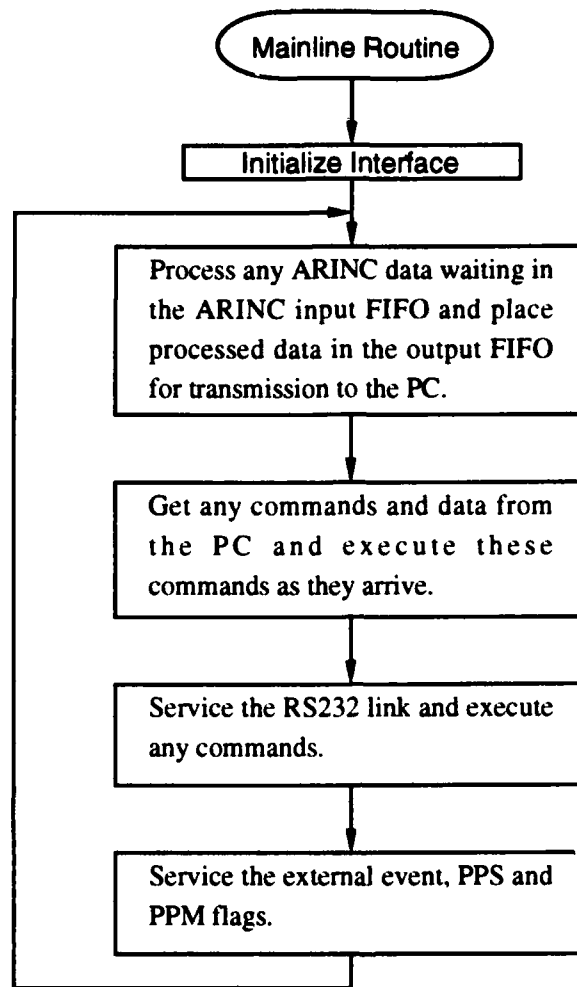 Mainline Routine
Initialize Interface
Process any ARINC data waiting in
the ARINC input FIFO and place
processed data in the output FIFO
for transmission to the PC.
Get any commands and data from
the PC and execute these
commands as they arrive.
Service the RS232 link and execute
any commands.
Service the external event, PPS and
PPM flags.